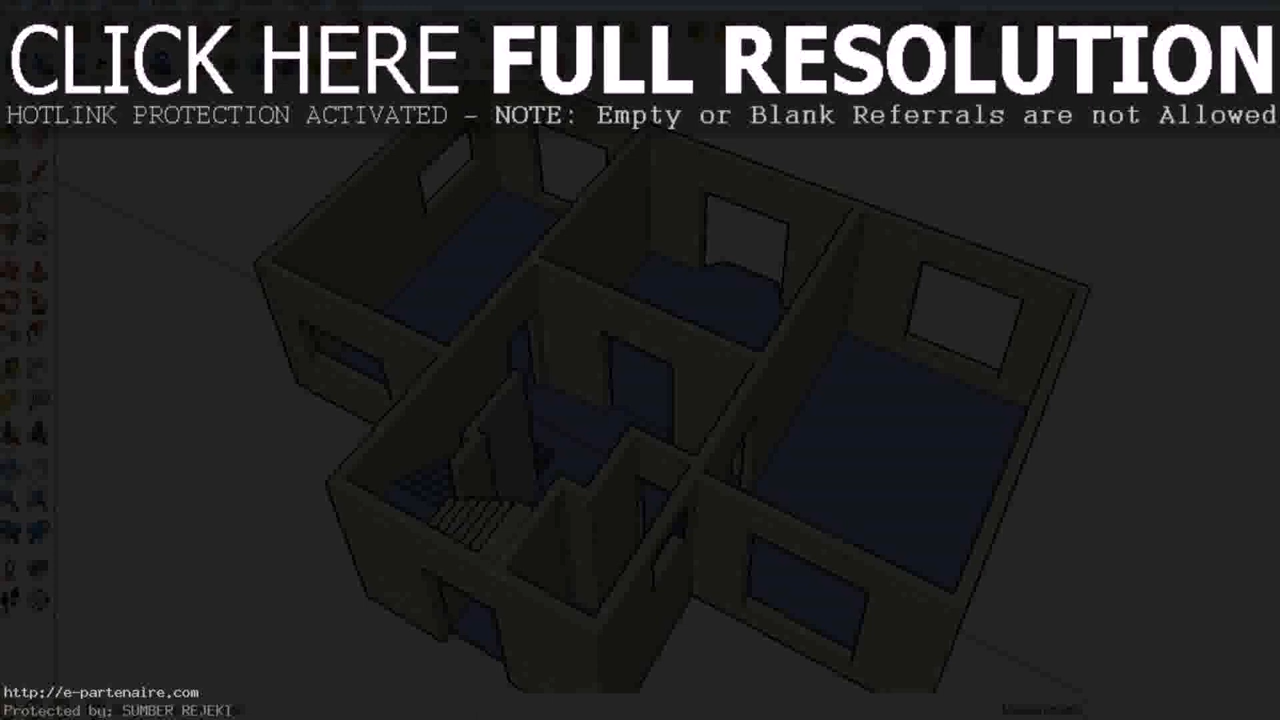 CLICK HERE FULL RESOLUTION
HOTLINK PROTECTION ACTIVATED - NOTE: Empty or Blank Referrals are not Allowed
http://e-partenaire.com
Protected by: SUMBER REJEKI